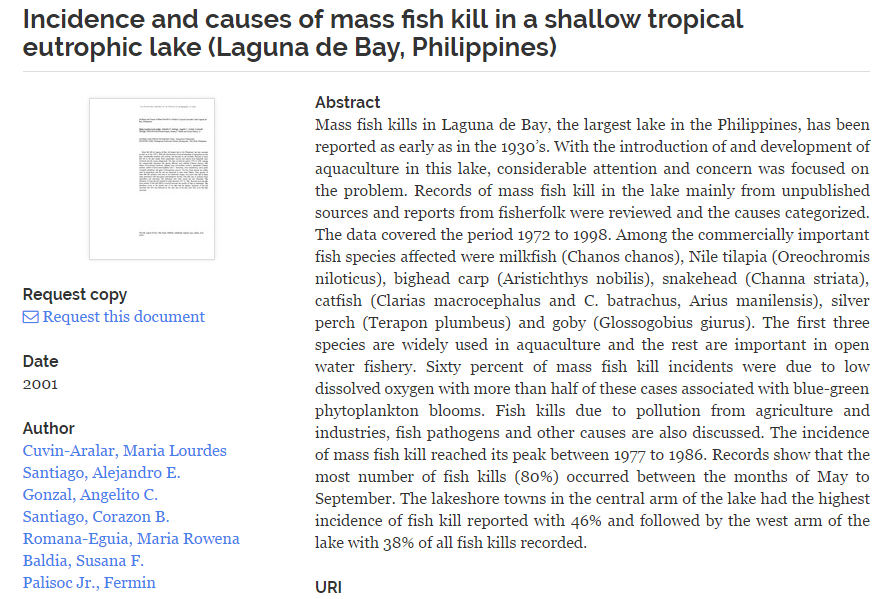 Incidence and causes of mass fish kill in a shallow tropical
eutrophic lake (Laguna de Bay, Philippines)
Request copy
Request this document
Date
2001
Author
Cuvin-Aralar, Maria Lourdes
Santiago, Alejandro E.
Gonzal, Angelito C.
Santiago, Corazon B.
Romana-Eguia, Maria Rowena
Baldia, Susana F.
Palisoc Jr., Fermin
Abstract
Mass fish kills in Laguna de Bay, the largest lake in the Philippines, has been
reported as early as in the 1930’s. With the introduction of and development of
aquaculture in this lake, considerable attention and concern was focused on
the problem. Records of mass fish kill in the lake mainly from unpublished
sources and reports from fisherfolk were reviewed and the causes categorized.
The data covered the period 1972 to 1998. Among the commercially important
fish species affected were milkfish (Chanos chanos), Nile tilapia (Oreochromis
niloticus), bighead carp (Aristichthys nobilis), snakehead (Channa striata),
catfish (Clarias macrocephalus and C. batrachus, Arius manilensis), silver
perch (Terapon plumbeus) and goby (Glossogobius giurus). The first three
species are widely used in aquaculture and the rest are important in open
water fishery. Sixty percent of mass fish kill incidents were due to low
dissolved oxygen with more than half of these cases associated with blue-green
phytoplankton blooms. Fish kills due to pollution from agriculture and
industries, fish pathogens and other causes are also discussed. The incidence
of mass fish kill reached its peak between 1977 to 1986. Records show that the
most number of fish kills (80%) occurred between the months of May to
September. The lakeshore towns in the central arm of the lake had the highest
incidence of fish kill reported with 46% and followed by the west arm of the
lake with 38% of all fish kills recorded.
URI